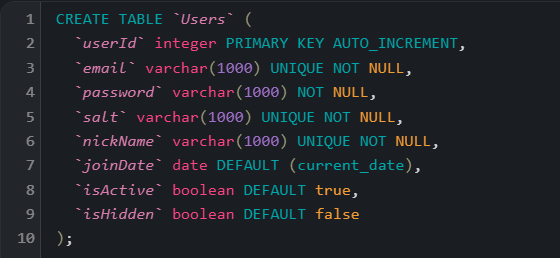 1 CREATE TABLE `Users` (
2 `userId` integer PRIMARY KEY AUTO_INCREMENT,
3 `email` varchar(1000) UNIQUE NOT NULL,
4 `password` varchar(1000) NOT NULL,
5 `salt` varchar(1000) UNIQUE NOT NULL,
6 `nickName` varchar(1000) UNIQUE NOT NULL,
7 `joinDate` date DEFAULT (current_date),
8 `isActive` boolean DEFAULT true,
9 `isHidden` boolean DEFAULT false
10 );